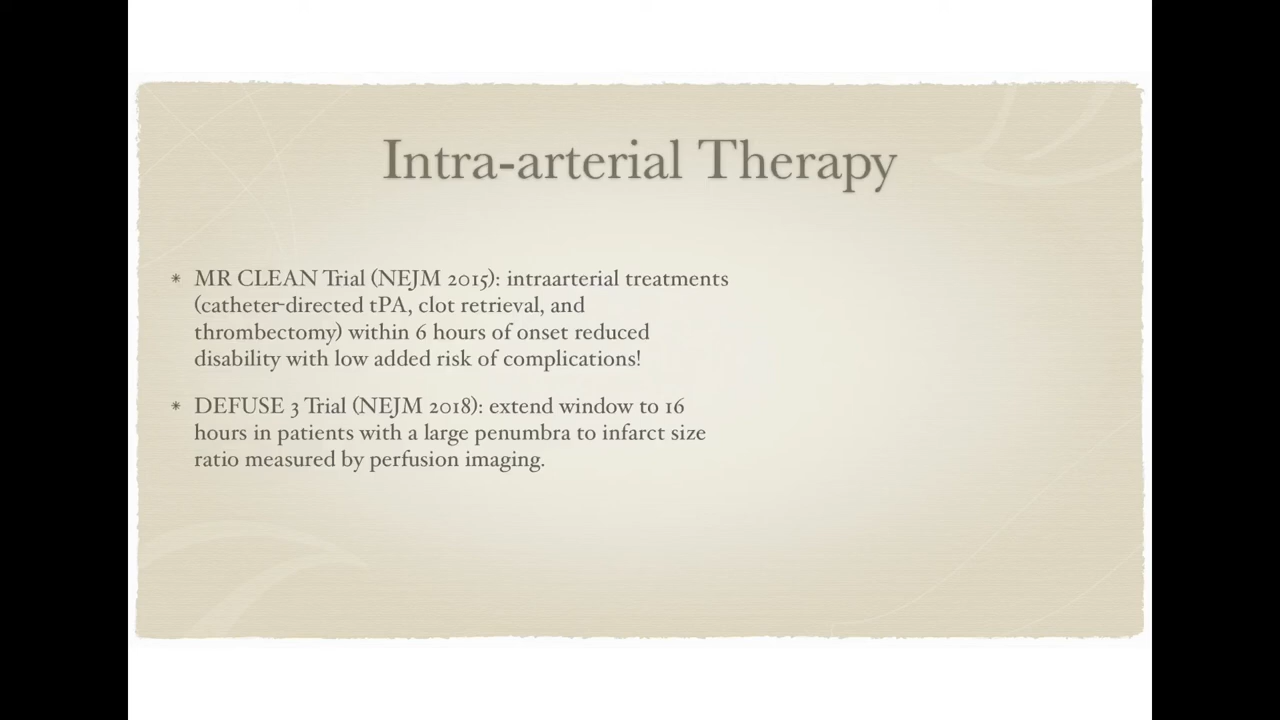 Intra-arterial Therapy
* MR CLEAN Trial (NEJM 2015): intraarterial treatments
(catheter-directed tPA, clot retrieval, and
thrombectomy) within 6 hours of onset reduced
disability with low added risk of complications!
* DEFUSE 3 Trial (NEJM 2018): extend window to 16
hours in patients with a large penumbra to infarct size
ratio measured by perfusion imaging.